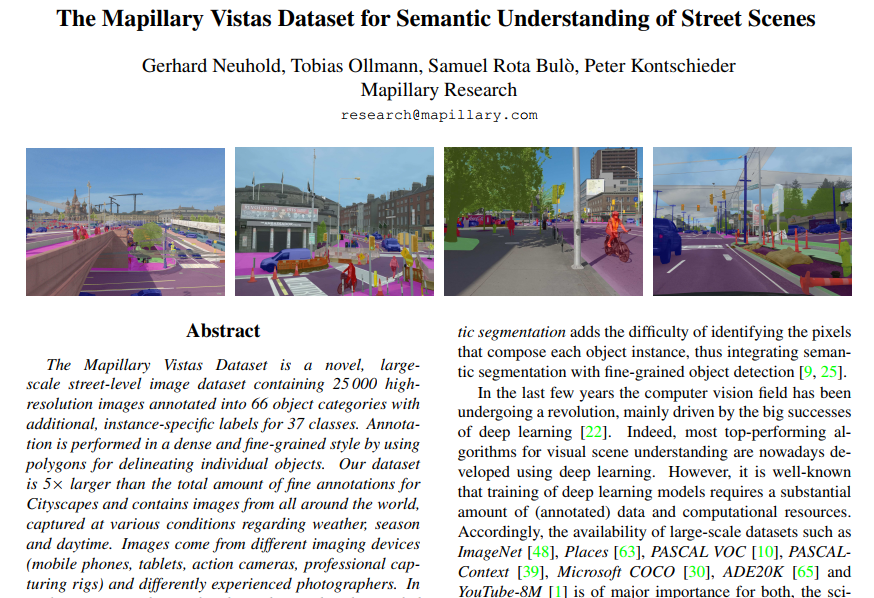 The Mapillary Vistas Dataset for Semantic Understanding of Street Scenes
Gerhard Neuhold, Tobias Ollmann, Samuel Rota Bulò, Peter Kontschieder
Mapillary Research
research@mapillary.com
Abstract
The Mapillary Vistas Dataset is a novel, large-
scale street-level image dataset containing 25 000 high-
resolution images annotated into 66 object categories with
additional, instance-specific labels for 37 classes. Annota-
tion is performed in a dense and fine-grained style by using
polygons for delineating individual objects. Our dataset
is 5× larger than the total amount of fine annotations for
Cityscapes and contains images from all around the world,
captured at various conditions regarding weather, season
and daytime. Images come from different imaging devices
(mobile phones, tablets, action cameras, professional cap-
turing rigs) and differently experienced photographers. In
tic segmentation adds the difficulty of identifying the pixels
that compose each object instance, thus integrating seman-
tic segmentation with fine-grained object detection [9, 25].
In the last few years the computer vision field has been
undergoing a revolution, mainly driven by the big successes
of deep learning [22]. Indeed, most top-performing al-
gorithms for visual scene understanding are nowadays de-
veloped using deep learning. However, it is well-known
that training of deep learning models requires a substantial
amount of (annotated) data and computational resources.
Accordingly, the availability of large-scale datasets such as
ImageNet [48], Places [63], PASCAL VOC [10], PASCAL-
Context [39], Microsoft COCO [30], ADE20K [65] and
YouTube-8M [1] is of major importance for both, the sci-